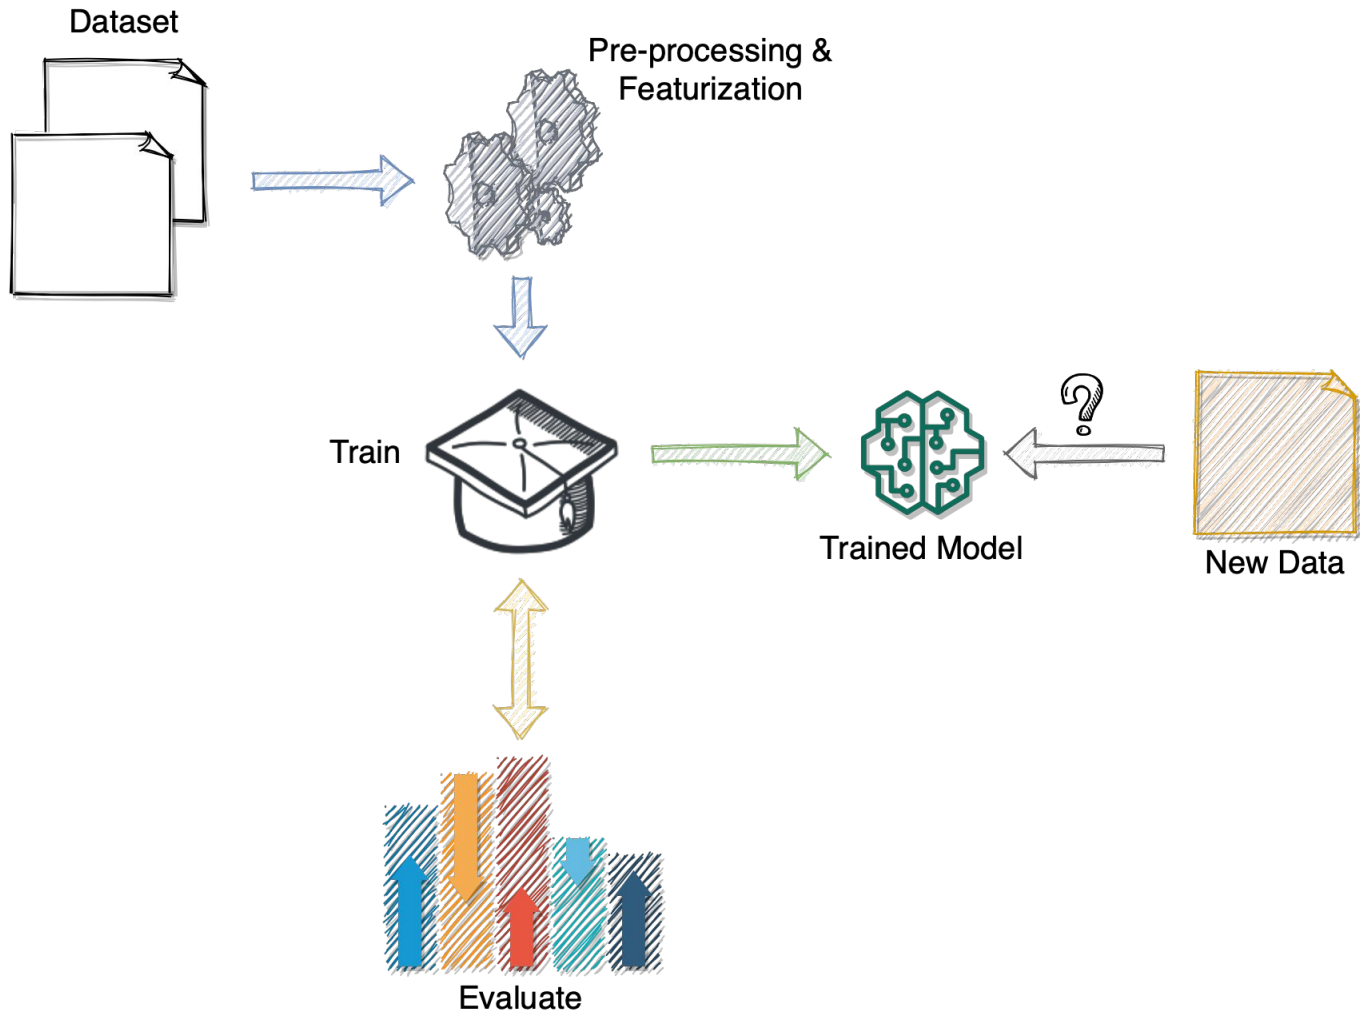 Dataset
Pre-processing &
Featurization
Train
?
Trained Model
New Data
Evaluate